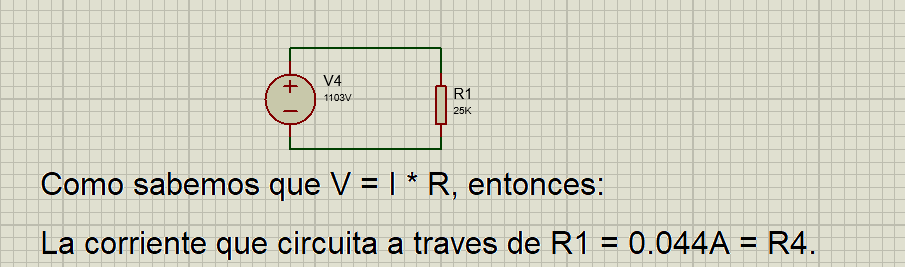 V4
1103V
R1
25K
Como sabemos que V = I * R, entonces:
La corriente que circuita a traves de R1 = 0.044A = R4.